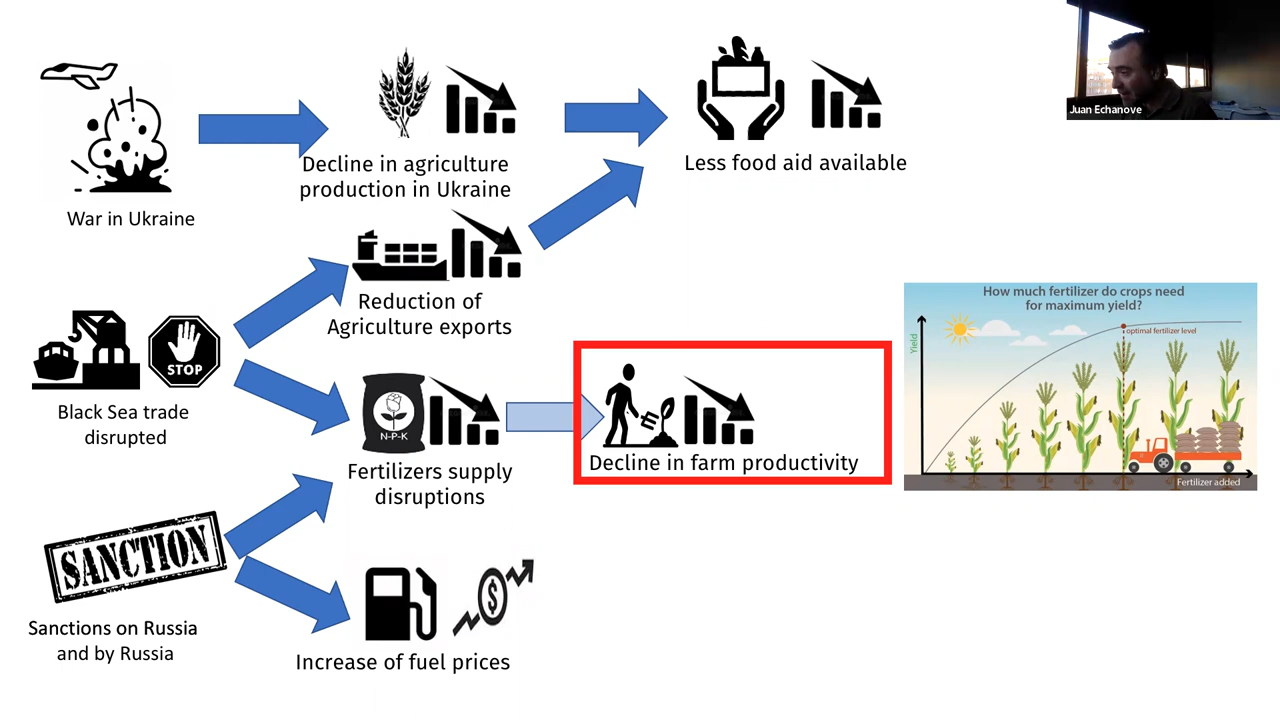 Juan Echanove
War in Ukraine
Decline in agriculture
production in Ukraine
Less food aid available
Reduction of
Agriculture exports
STOP
Black Sea trade
disrupted
N-P-K
Fertilizers supply
disruptions
Decline in farm productivity
How much fertilizer do crops need
for maximum yield?
optimal fertilizer level
Yield
Fertilizer added
SANCTION
Sanctions on Russia
and by Russia
$
Increase of fuel prices